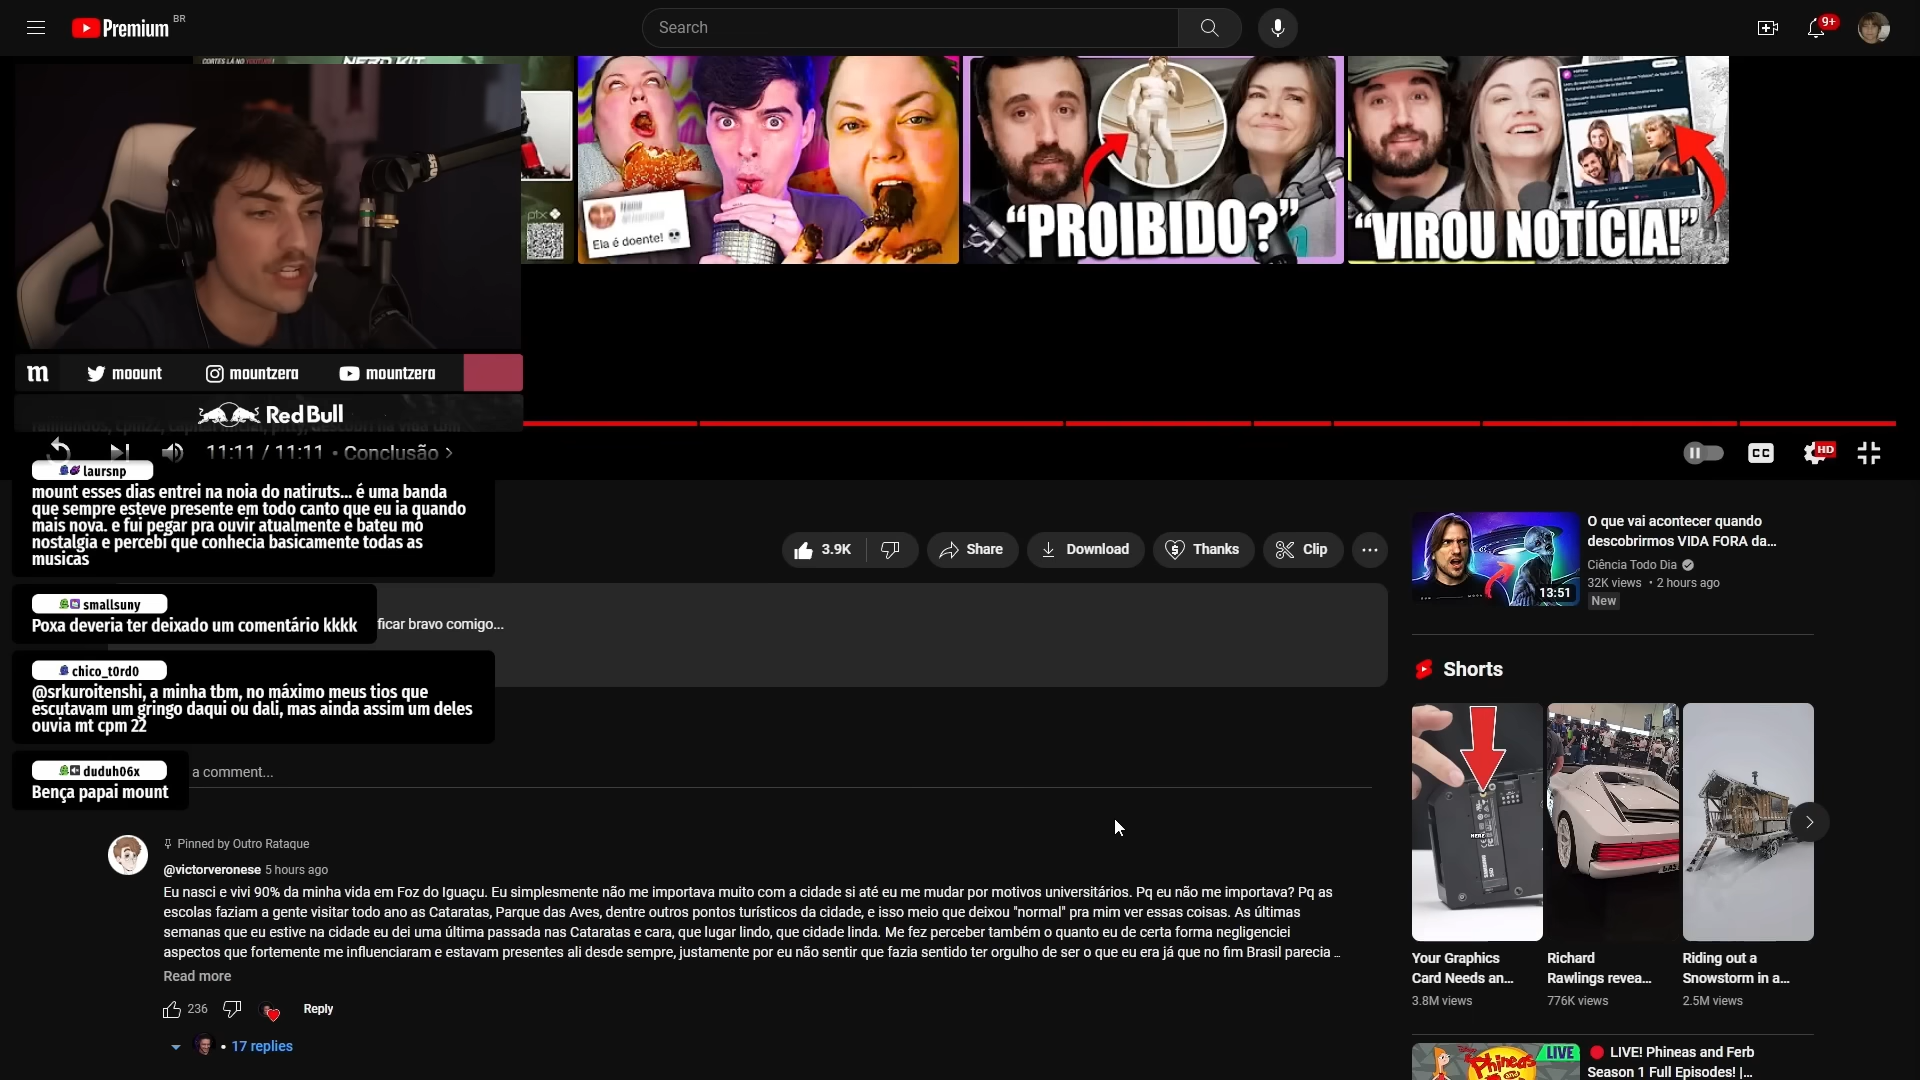 Premium BR
Search
9+
NERD KIT
Ela é doente!
"PROIBIDO?"
"VIROU NOTÍCIA!"
ptx
m
moount
mountzera
mountzera
Red Bull
11:11 / 11:11 • Conclusão
CC
HD
laursnp
mount esses dias entrei na noia do natiruts... é uma banda
que sempre esteve presente em todo canto que eu ia quando
mais nova. e fui pegar pra ouvir atualmente e bateu mó
nostalgia e percebi que conhecia basicamente todas as
musicas
3.9K
Share
Download
Thanks
Clip
smallsuny
Poxa deveria ter deixado um comentário kkkk
ficar bravo comigo...
chico_t0rd0
@srkuroitenshi, a minha tbm, no máximo meus tios que
escutavam um gringo daqui ou dali, mas ainda assim um deles
ouvia mt cpm 22
duduh06x
Bença papai mount
a comment...
Pinned by Outro Rataque
@victorveronese 5 hours ago
Eu nasci e vivi 90% da minha vida em Foz do Iguaçu. Eu simplesmente não me importava muito com a cidade si até eu me mudar por motivos universitários. Pq eu não me importava? Pq as
escolas faziam a gente visitar todo ano as Cataratas, Parque das Aves, dentre outros pontos turísticos da cidade, e isso meio que deixou "normal" pra mim ver essas coisas. As últimas
semanas que eu estive na cidade eu dei uma última passada nas Cataratas e cara, que lugar lindo, que cidade linda. Me fez perceber também o quanto eu de certa forma negligenciei
aspectos que fortemente me influenciaram e estavam presentes ali desde sempre, justamente por eu não sentir que fazia sentido ter orgulho de ser o que eu era já que no fim Brasil parecia ...
Read more
236
Reply
• 17 replies
13:51
O que vai acontecer quando
descobrirmos VIDA FORA da...
Ciência Todo Dia
32K views • 2 hours ago
New
Shorts
HERE
Your Graphics
Card Needs an...
3.8M views
Richard
Rawlings revea...
776K views
Riding out a
Snowstorm in a...
2.5M views
Phineas
and
LIVE
LIVE! Phineas and Ferb
Season 1 Full Episodes! |...